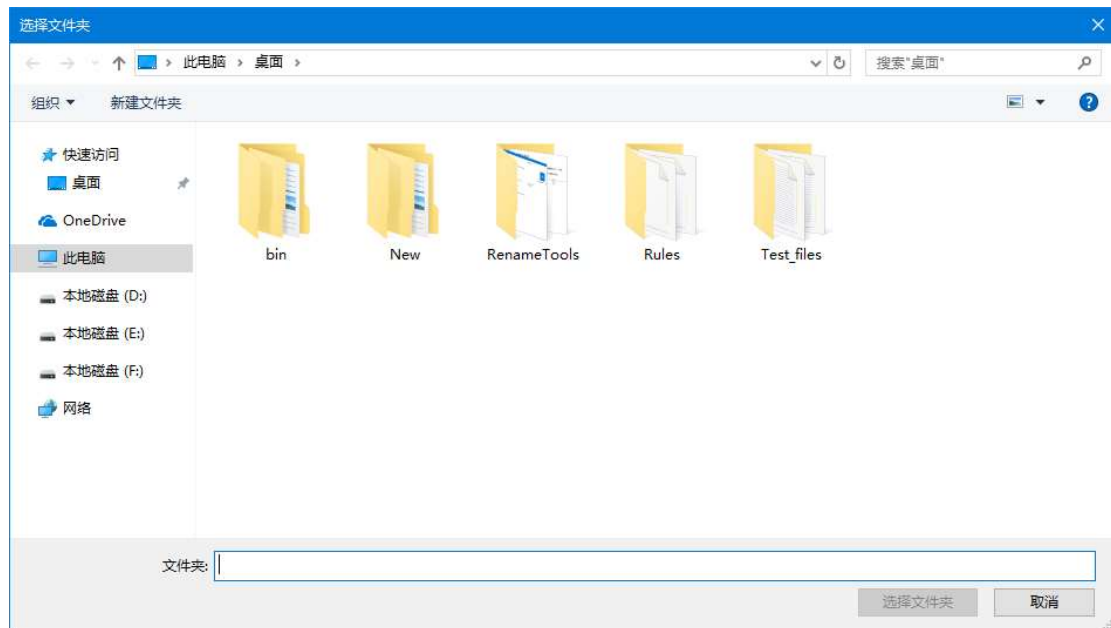 选择文件夹
此电脑 › 桌面 ›
搜索"桌面"
组织
新建文件夹
快速访问
桌面
OneDrive
此电脑
本地磁盘 (D:)
本地磁盘 (E:)
本地磁盘 (F:)
网络
bin
New
RenameTools
Rules
Test_files
文件夹:
选择文件夹
取消